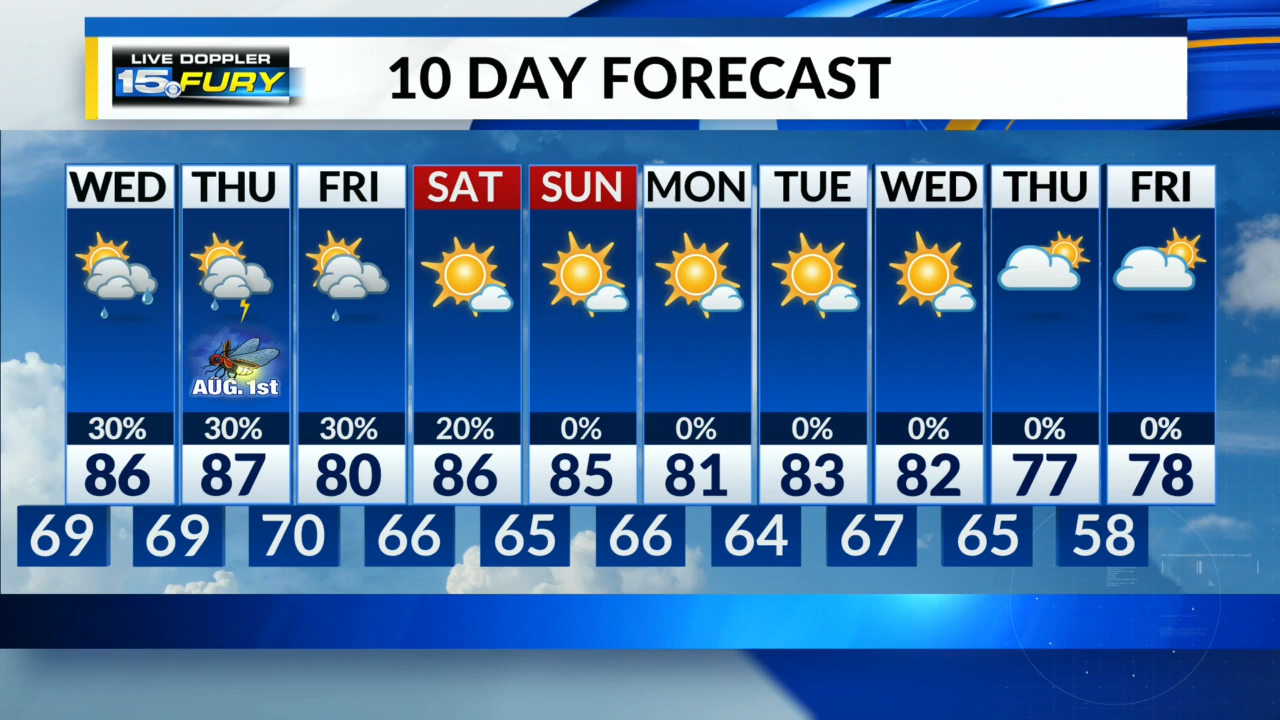 LIVE DOPPLER
15 FURY
10 DAY FORECAST
WED THU FRI SAT SUN MON TUE WED THU FRI
AUG. 1st
30% 30% 30% 20% 0% 0% 0% 0% 0% 0%
86 87 80 86 85 81 83 82 77 78
69 69 70 66 65 66 64 67 65 58